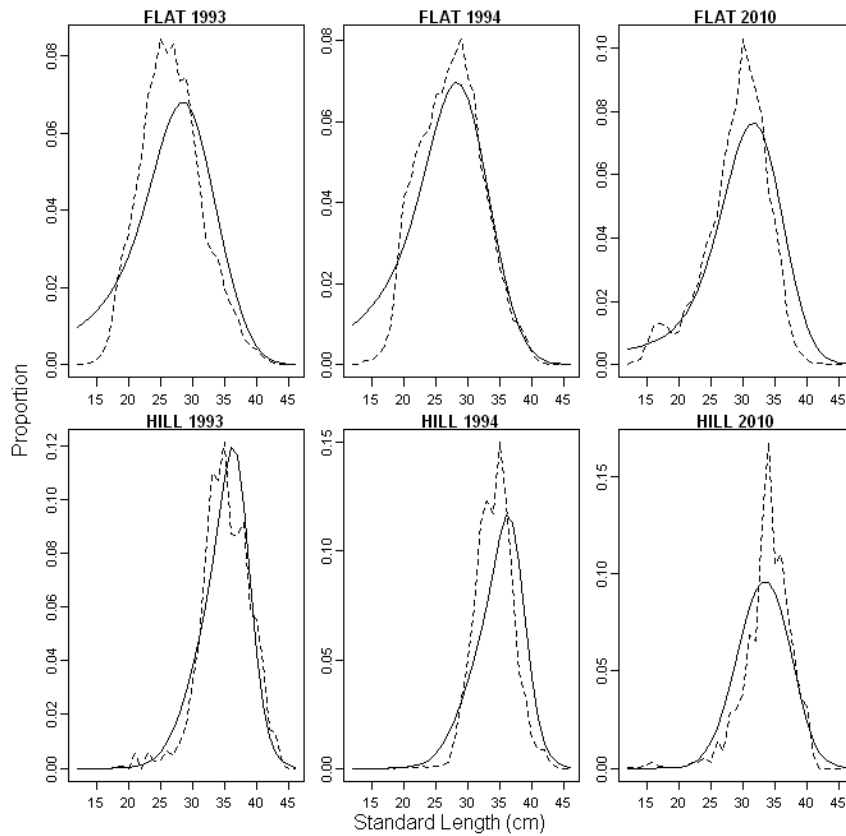 FLAT 1993
FLAT 1994
FLAT 2010
0.00 0.02 0.04 0.06 0.08
0.00 0.02 0.04 0.06 0.08
0.00 0.02 0.04 0.06 0.08 0.10
15 20 25 30 35 40 45
15 20 25 30 35 40 45
15 20 25 30 35 40 45
Proportion
HILL 1993
HILL 1994
HILL 2010
0.00 0.02 0.04 0.06 0.08 0.10 0.12
0.00 0.05 0.10 0.15
0.00 0.05 0.10 0.15
15 20 25 30 35 40 45
15 20 25 30 35 40 45
15 20 25 30 35 40 45
Standard Length (cm)